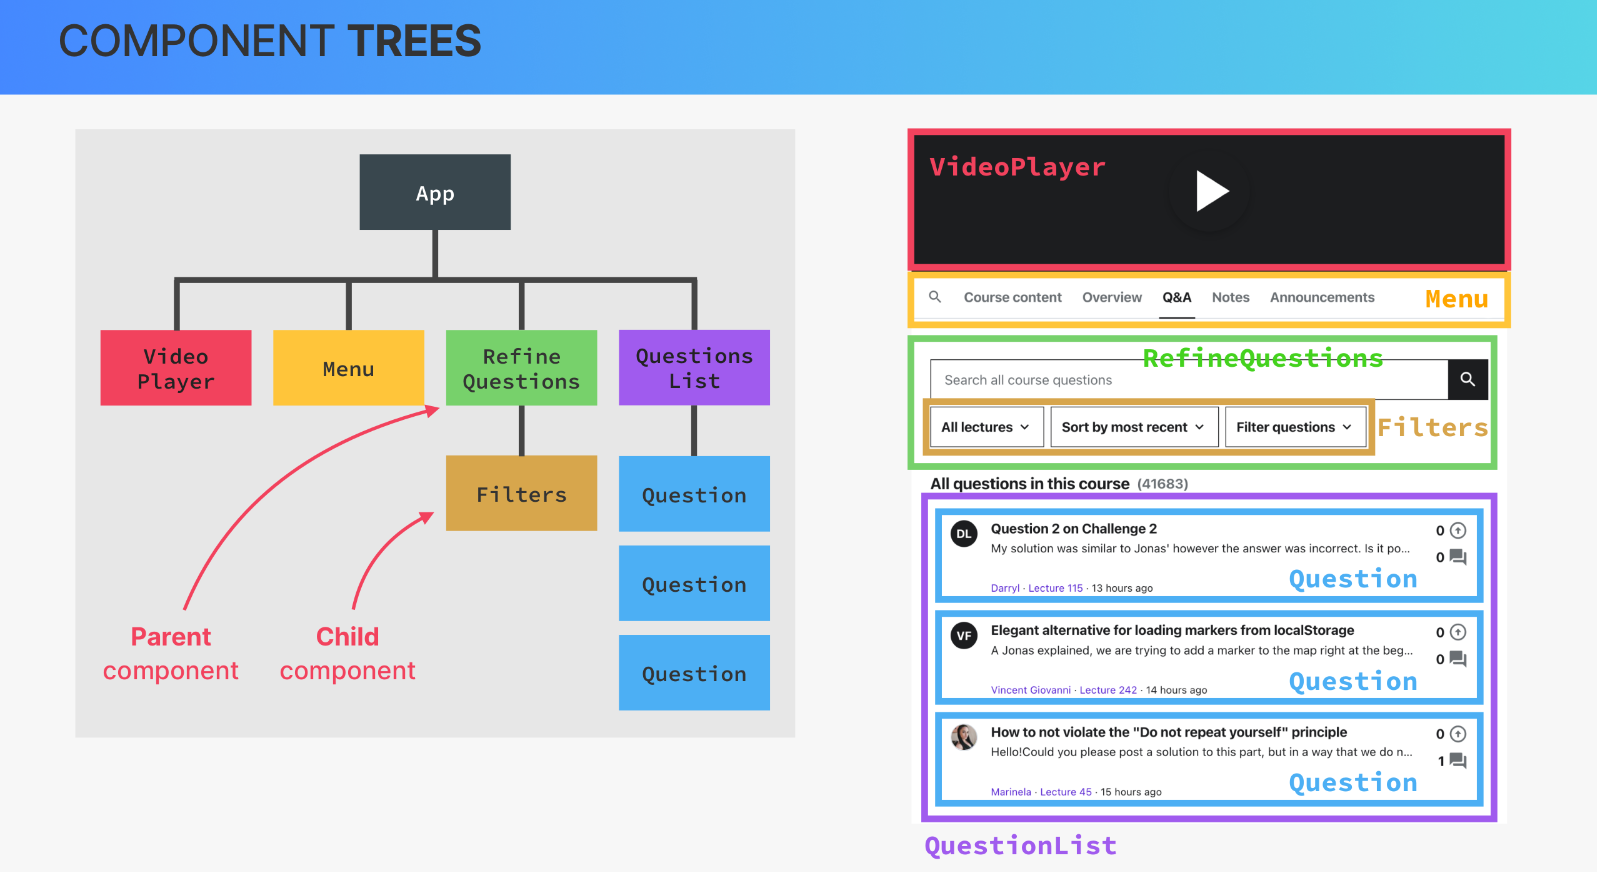 COMPONENT TREES
App
Video
Player
Menu
Refine
Questions
Questions
List
Filters
Question
Question
Question
Parent
component
Child
component
VideoPlayer
Course content Overview Q&A Notes Announcements
Menu
RefineQuestions
Search all course questions
All lectures Sort by most recent Filter questions
Filters
All questions in this course (41683)
DL
Question 2 on Challenge 2
0
My solution was similar to Jonas' however the answer was incorrect. Is it po...
0
Question
Darryl · Lecture 115 · 13 hours ago
VF
Elegant alternative for loading markers from localStorage
0
A Jonas explained, we are trying to add a marker to the map right at the beg...
0
Question
Vincent Giovanni · Lecture 242 · 14 hours ago
How to not violate the "Do not repeat yourself" principle
0
Hello!Could you please post a solution to this part, but in a way that we do n...
1
Question
Marinela · Lecture 45 · 15 hours ago
QuestionList